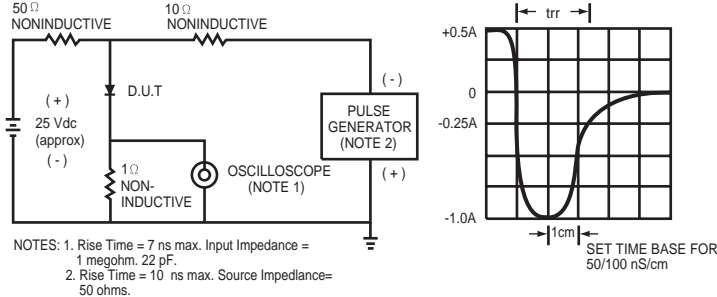 50 Ω
NONINDUCTIVE
10 Ω
NONINDUCTIVE
D.U.T
( + )
25 Vdc
(approx)
( - )
1 Ω
NON-
INDUCTIVE
OSCILLOSCOPE
(NOTE 1)
( - )
PULSE
GENERATOR
(NOTE 2)
( + )
NOTES: 1. Rise Time = 7 ns max. Input Impedance =
1 megohm. 22 pF.
2. Rise Time = 10 ns max. Source Impedlance=
50 ohms.
trr
+0.5A
0
-0.25A
-1.0A
1cm
SET TIME BASE FOR
50/100 nS/cm